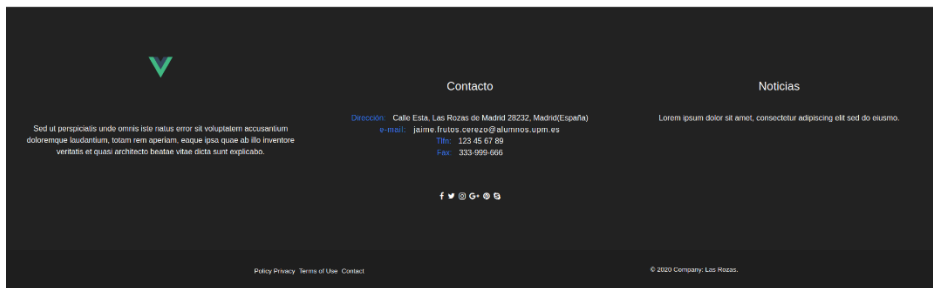 Sed ut perspiciatis unde omnis iste natus error sit voluptatem accusantium
doloremque laudantium, totam rem aperiam, eaque ipsa quae ab illo inventore
veritatis et quasi architecto beatae vitae dicta sunt explicabo.
Contacto
Dirección: Calle Esta, Las Rozas de Madrid 28232, Madrid(España)
e-mail: jaime.frutos.cerezo@alumnos.upm.es
Tlfn: 123 45 67 89
Fax: 333-999-666
Noticias
Lorem ipsum dolor sit amet, consectetur adipiscing elit sed do eiusmo.
Policy Privacy Terms of Use Contact
© 2020 Company: Las Rozas.